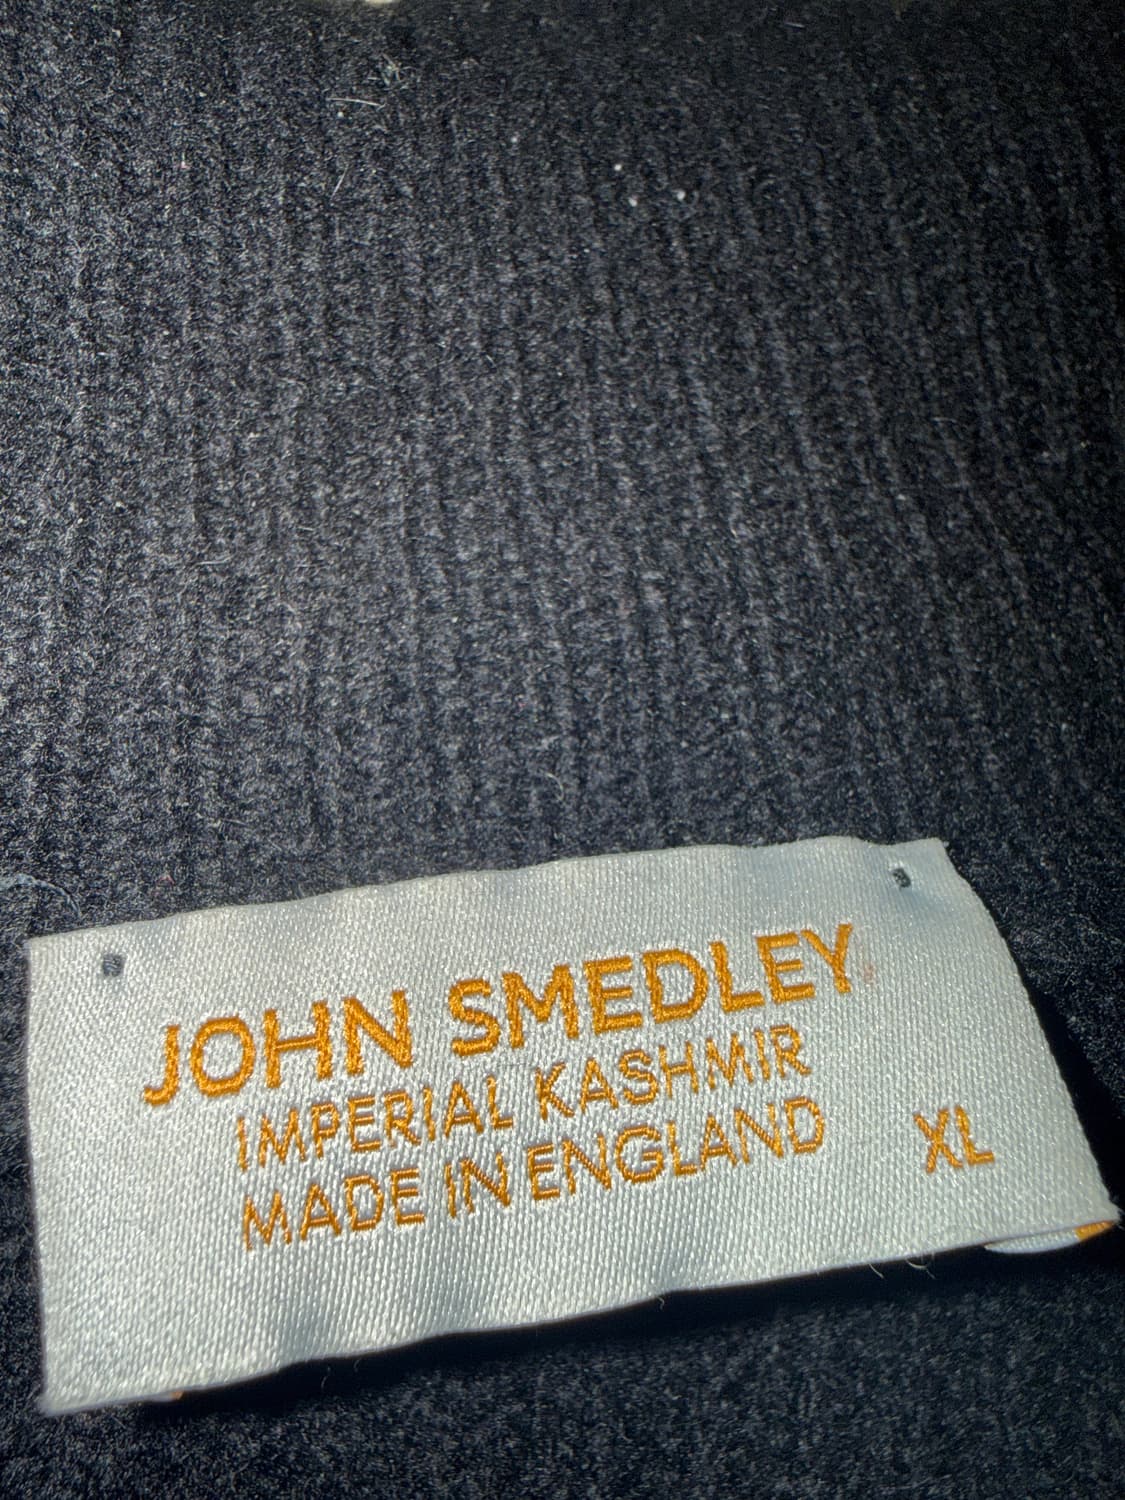 JOHN SMEDLEY
IMPERIAL KASHMIR
MADE IN ENGLAND
XL